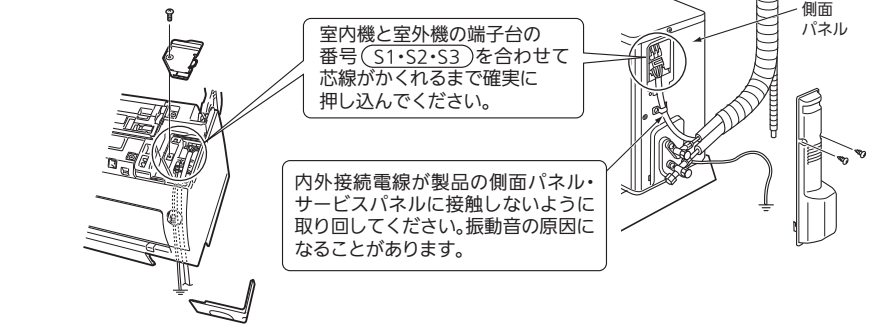 室内機と室外機の端子台の
番号(S1・S2・S3)を合わせて
芯線がかくれるまで確実に
押し込んでください。
側面
パネル
内外接続電線が製品の側面パネル・
サービスパネルに接触しないように
取り回してください。振動音の原因に
なることがあります。